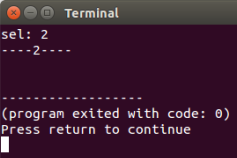 Terminal
sel: 2
----2----
------------------
(program exited with code: 0)
Press return to continue